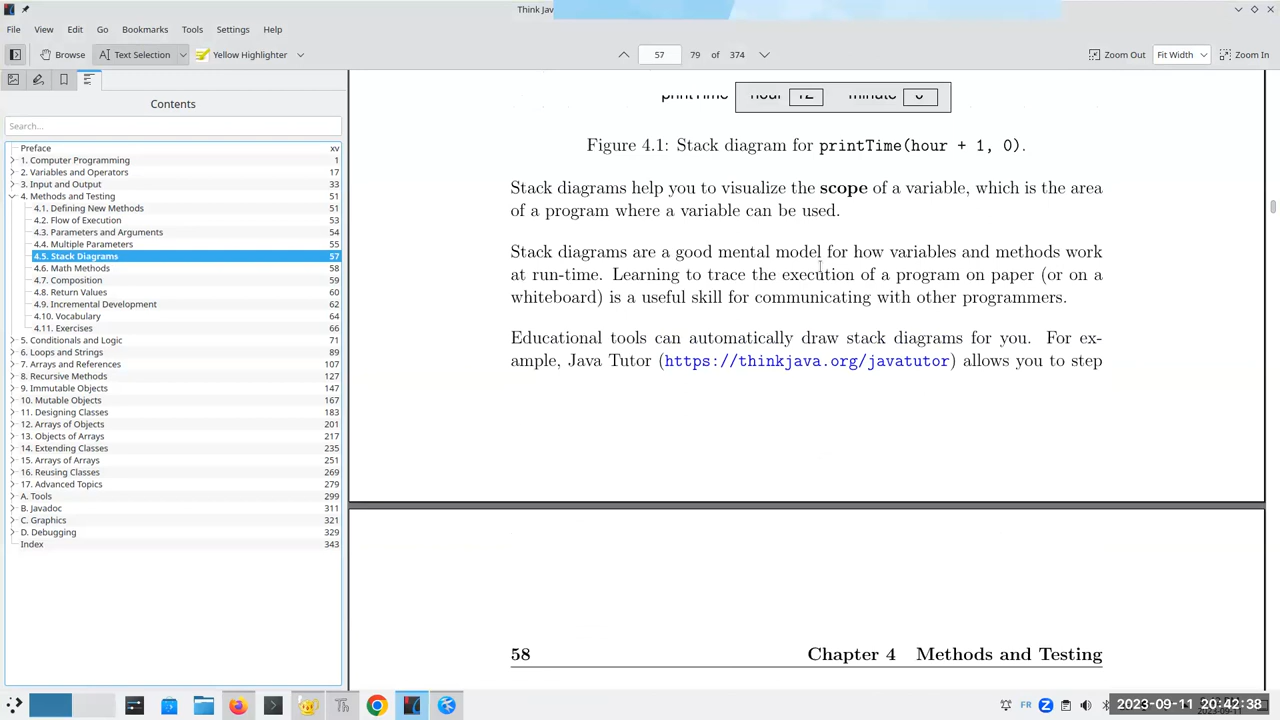 Think Jav
File View Edit Go Bookmarks Tools Settings Help
Browse Text Selection Yellow Highlighter 57 79 of 374 Zoom Out Fit Width Zoom In
Contents
Search...
Preface xv
1. Computer Programming 1
2. Variables and Operators 17
3. Input and Output 33
4. Methods and Testing 51
4.1. Defining New Methods 51
4.2. Flow of Execution 53
4.3. Parameters and Arguments 54
4.4. Multiple Parameters 55
4.5. Stack Diagrams 57
4.6. Math Methods 58
4.7. Composition 59
4.8. Return Values 60
4.9. Incremental Development 62
4.10. Vocabulary 64
4.11. Exercises 66
5. Conditionals and Logic 71
6. Loops and Strings 89
7. Arrays and References 107
8. Recursive Methods 127
9. Immutable Objects 147
10. Mutable Objects 167
11. Designing Classes 183
12. Arrays of Objects 201
13. Objects of Arrays 217
14. Extending Classes 235
15. Arrays of Arrays 251
16. Reusing Classes 269
17. Advanced Topics 279
A. Tools 299
B. Javadoc 311
C. Graphics 321
D. Debugging 329
Index 343
printTime hour 12 minute 0
Figure 4.1: Stack diagram for printTime(hour + 1, 0).
Stack diagrams help you to visualize the scope of a variable, which is the area
of a program where a variable can be used.
Stack diagrams are a good mental model for how variables and methods work
at run-time. Learning to trace the execution of a program on paper (or on a
whiteboard) is a useful skill for communicating with other programmers.
Educational tools can automatically draw stack diagrams for you. For ex-
ample, Java Tutor (https://thinkjava.org/javatutor) allows you to step
58 Chapter 4 Methods and Testing
FR
2023-09-11 20:42:38